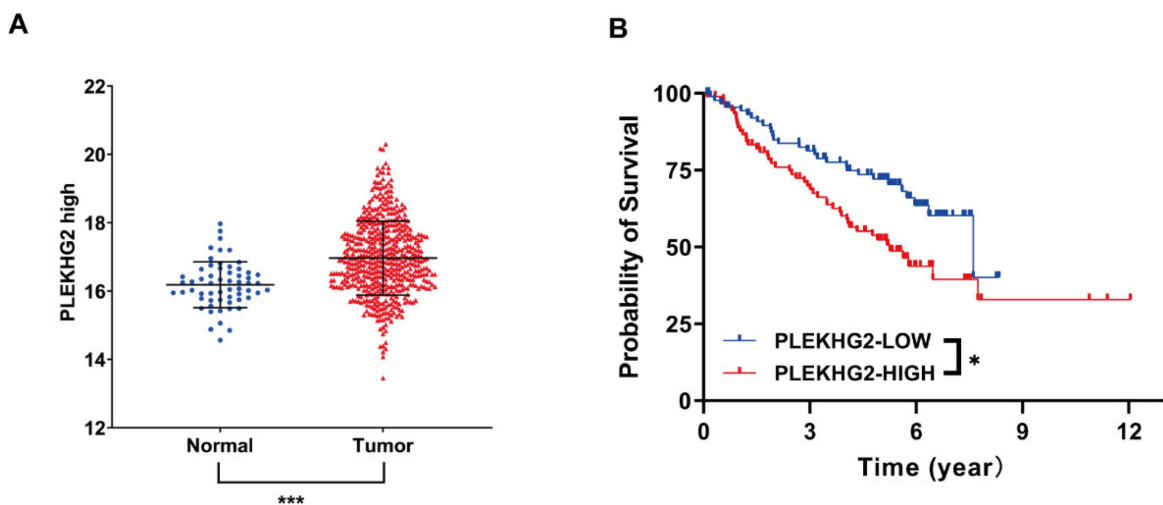 A
PLEKHG2 high
22
20
18
16
14
12
Normal
Tumor
***
B
Probability of Survival
100
75
50
25
0
PLEKHG2-LOW
PLEKHG2-HIGH
*
0
3
6
9
12
Time (year)